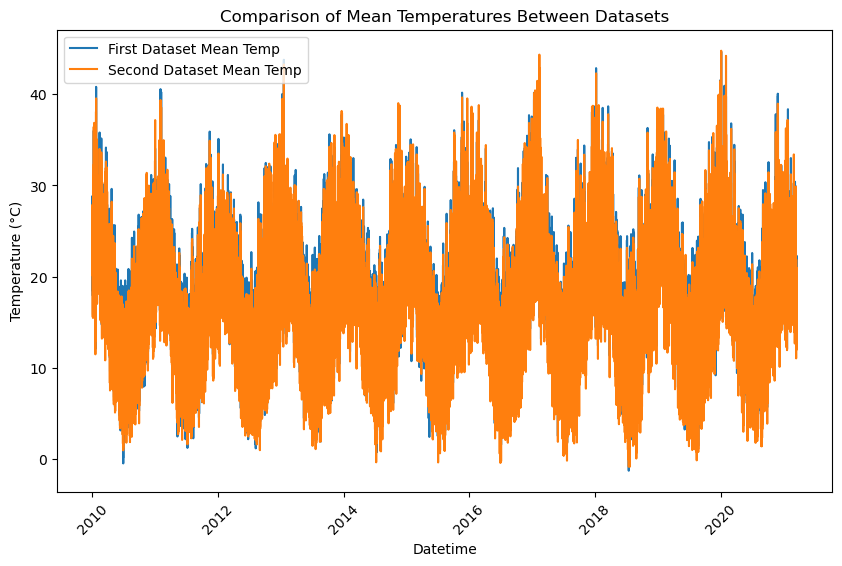 Comparison of Mean Temperatures Between Datasets
First Dataset Mean Temp
Second Dataset Mean Temp
Temperature (°C)
40
30
20
10
0
2010
2012
2014
2016
2018
2020
Datetime